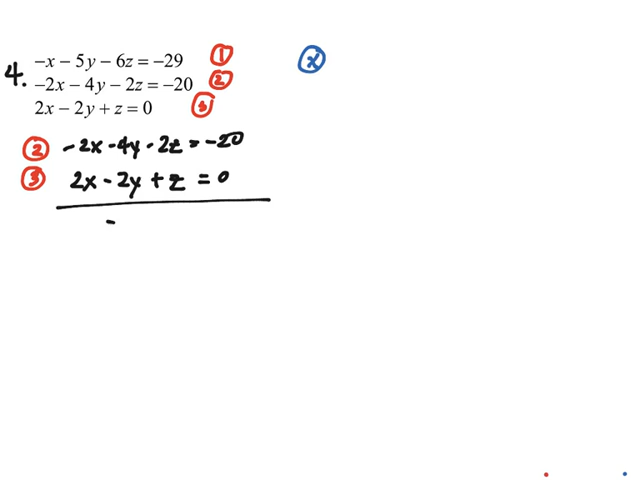 4. −x − 5y − 6z = −29 ① ⓧ
−2x − 4y − 2z = −20 ②
2x − 2y + z = 0 ③
② -2x - 4y - 2z = -20
③ 2x - 2y + z = 0
-